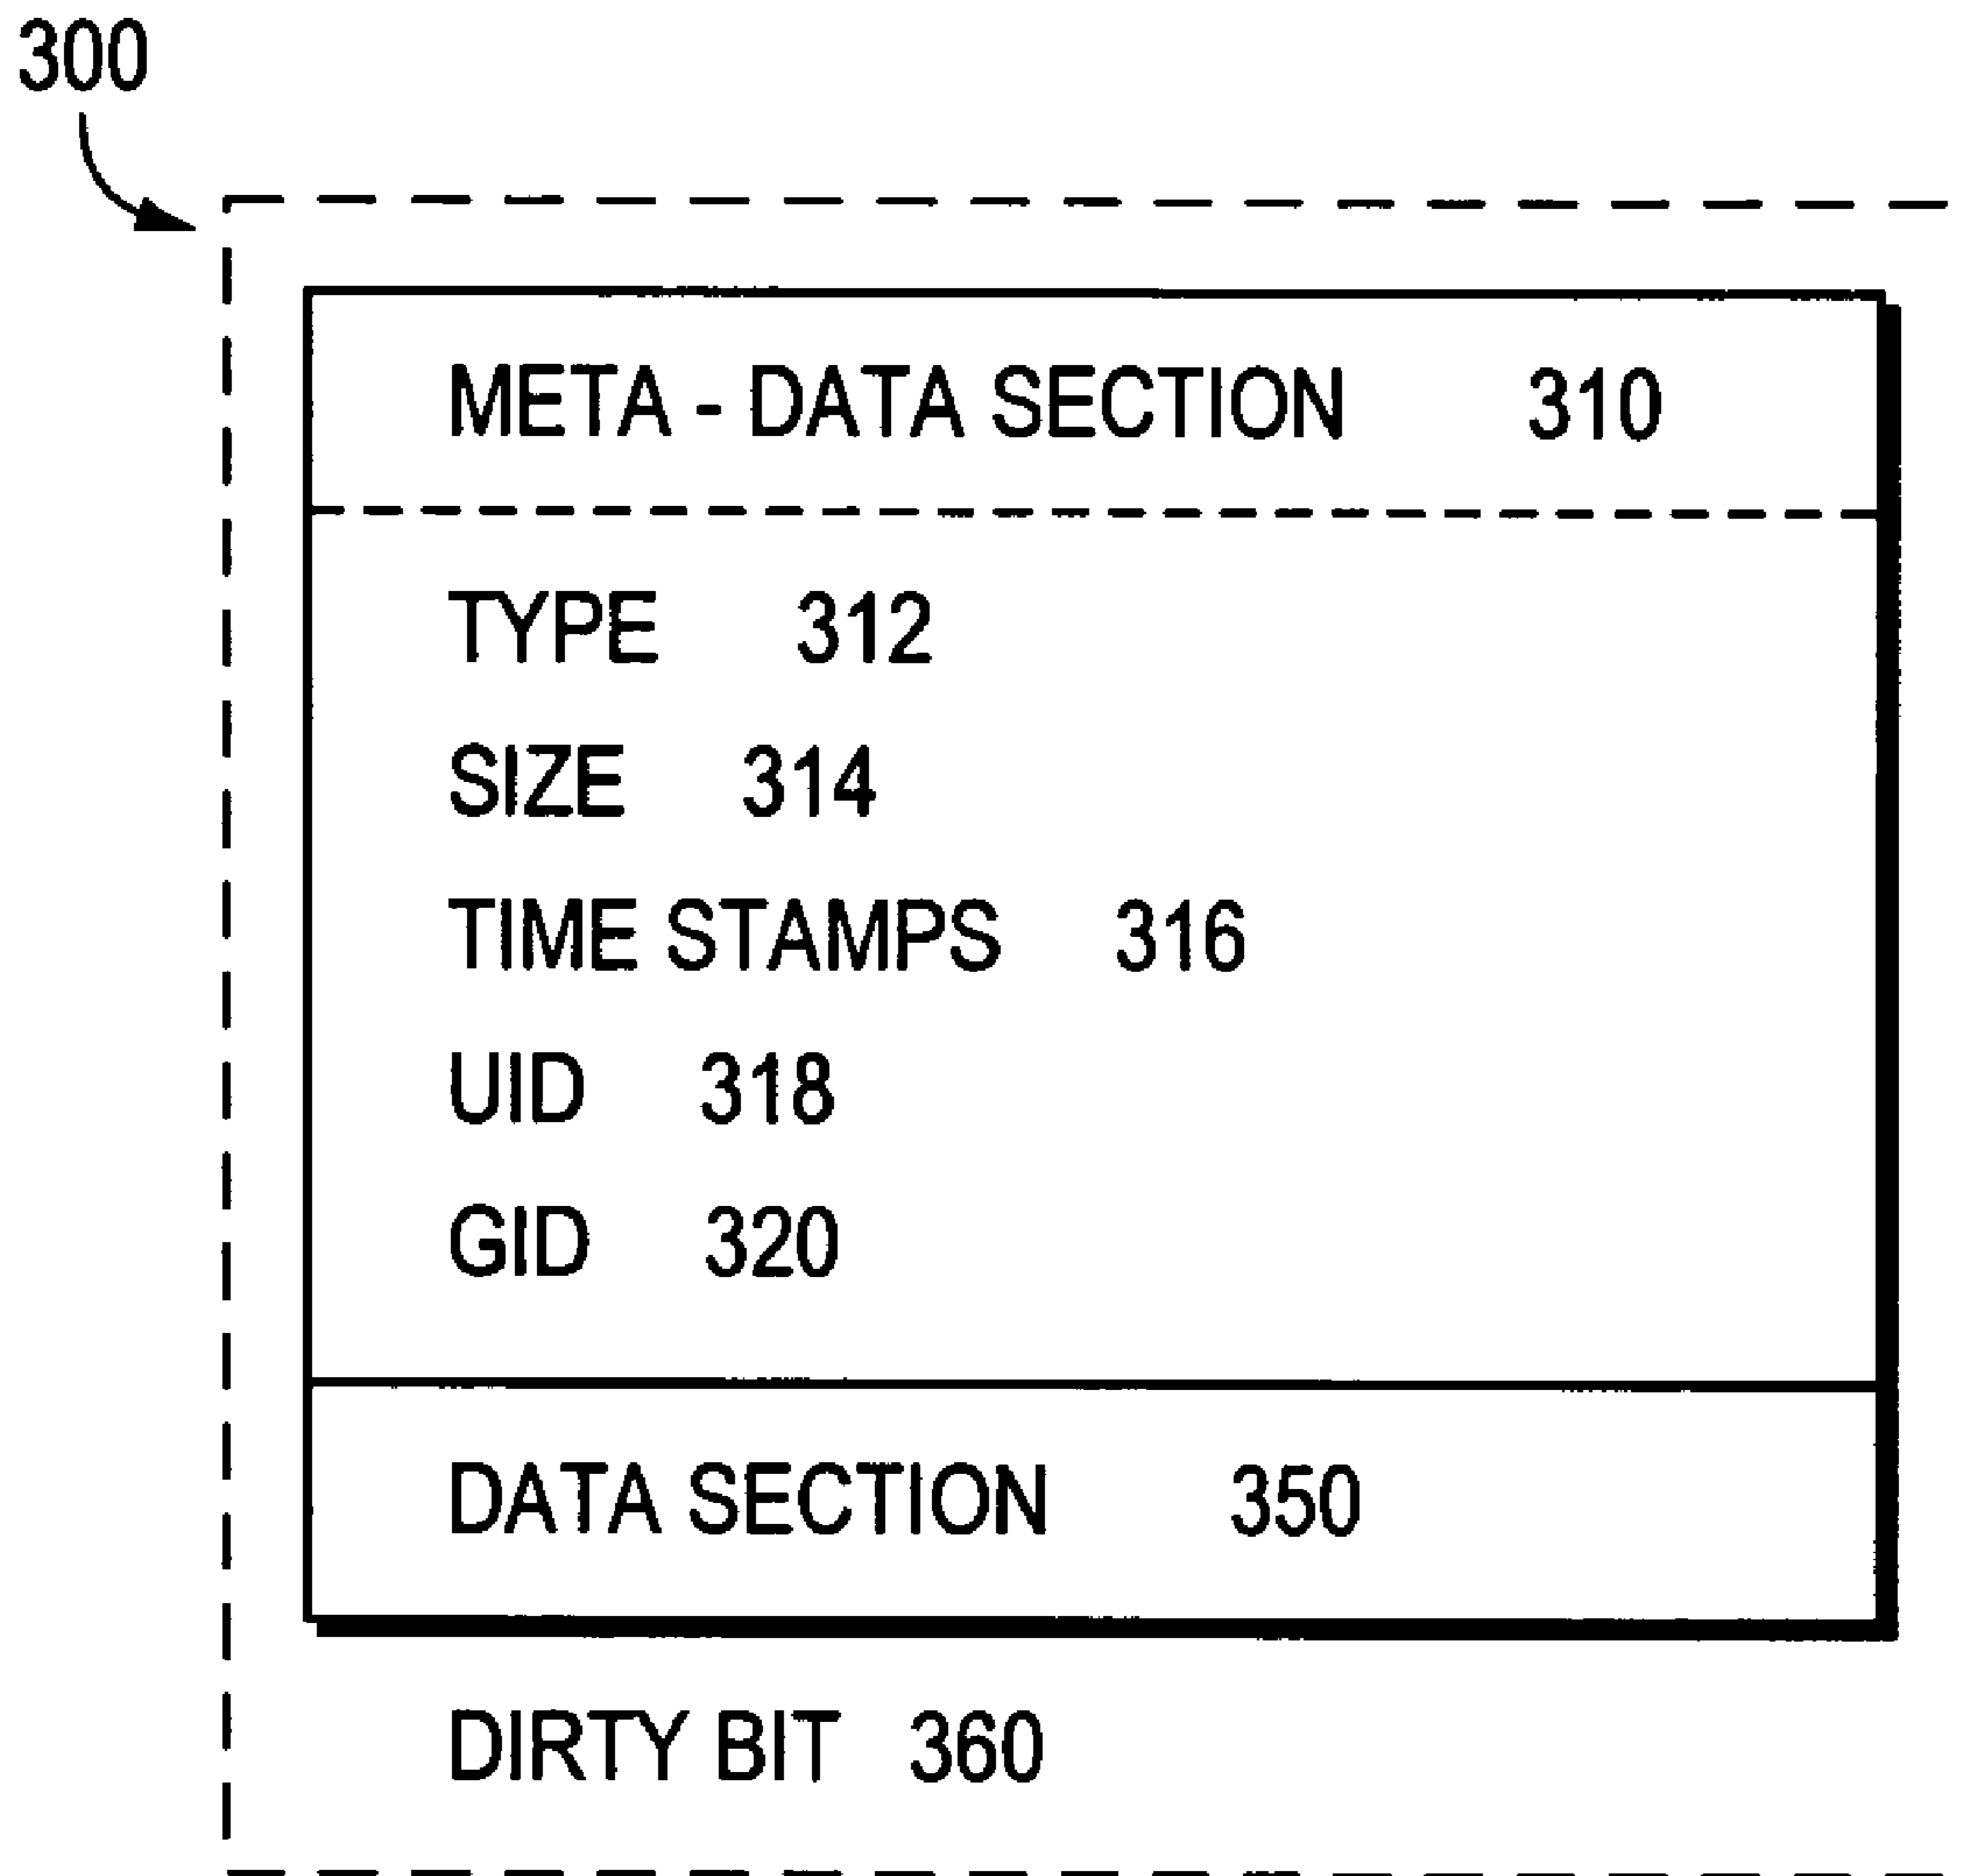 300
META - DATA SECTION 310
TYPE 312
SIZE 314
TIME STAMPS 316
UID 318
GID 320
DATA SECTION 350
DIRTY BIT 360